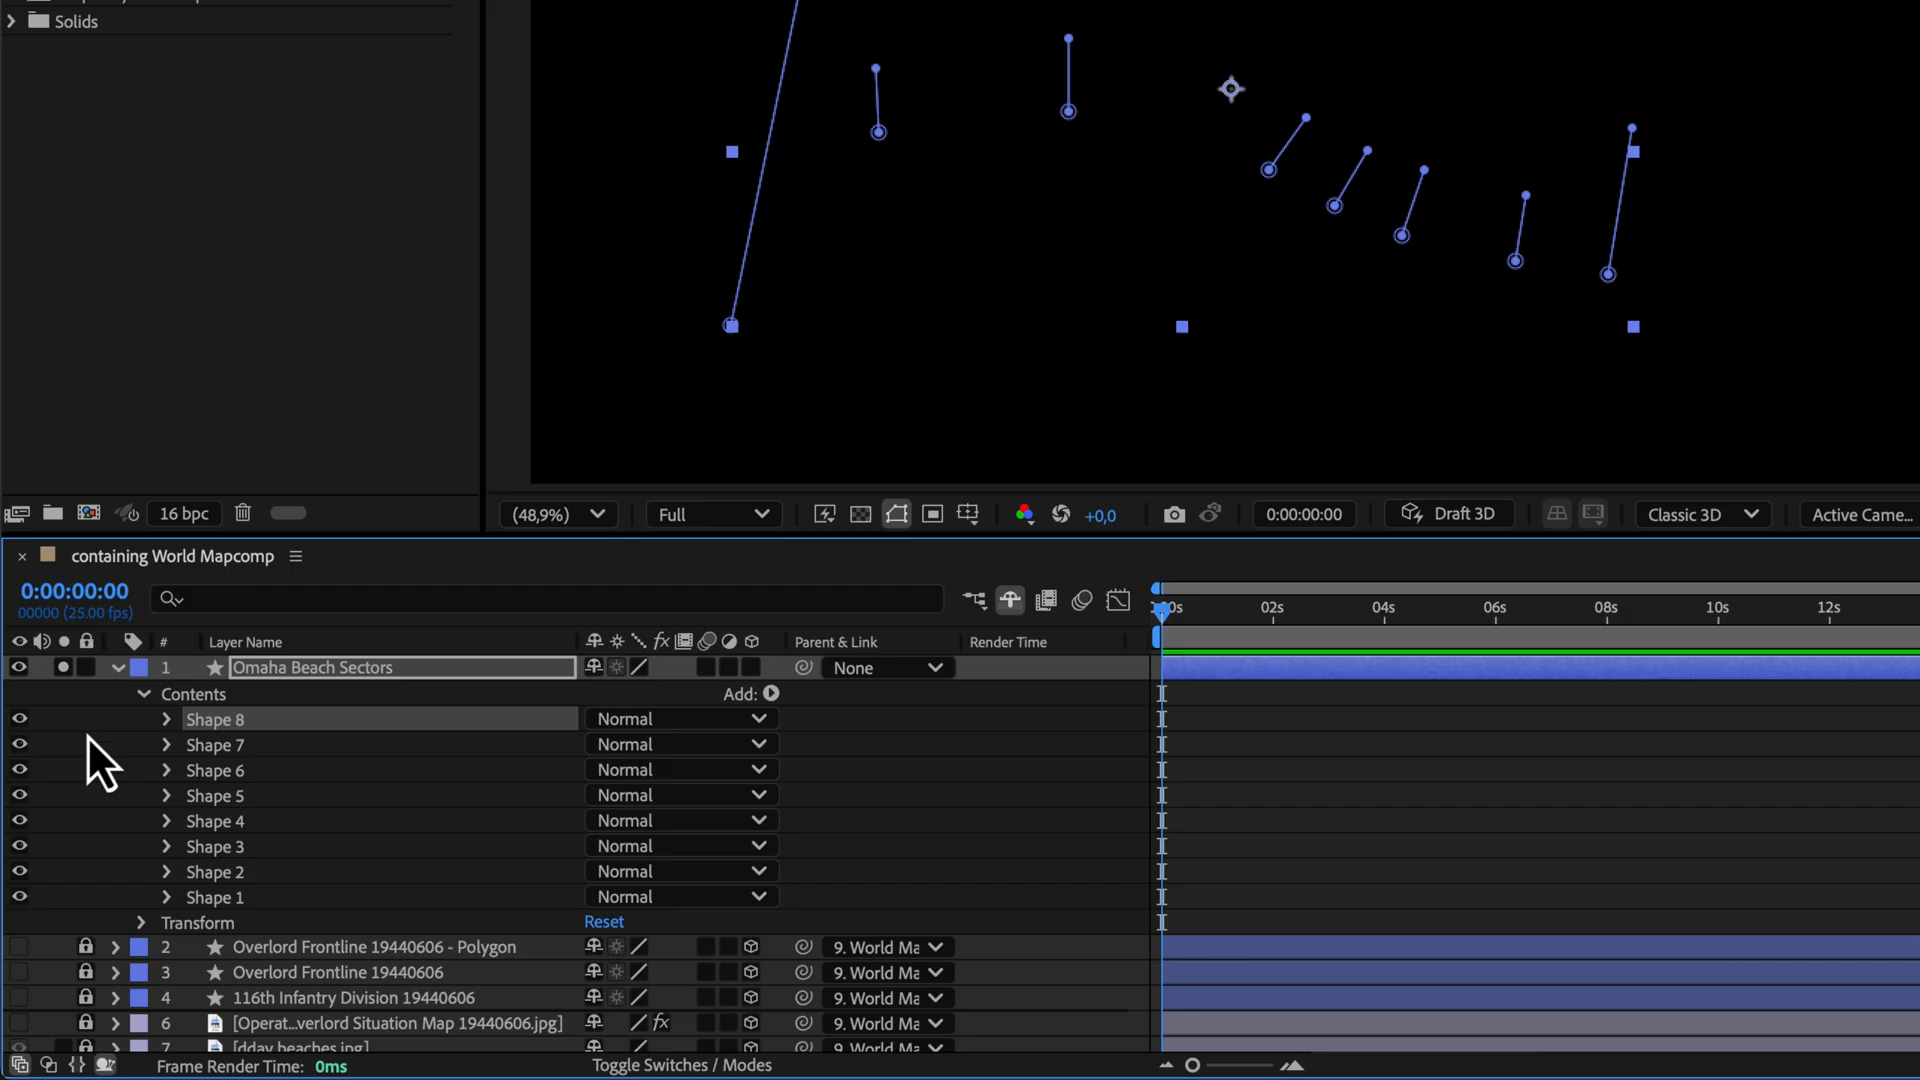 Solids
16 bpc
(48,9%)
Full
+0,0
0:00:00:00
Draft 3D
Classic 3D
Active Came...
containing World Mapcomp
0:00:00:00
00000 (25.00 fps)
02s 04s 06s 08s 10s 12s
# Layer Name fx Parent & Link Render Time
1 Omaha Beach Sectors None
Contents Add:
Shape 8 Normal
Shape 7 Normal
Shape 6 Normal
Shape 5 Normal
Shape 4 Normal
Shape 3 Normal
Shape 2 Normal
Shape 1 Normal
Transform Reset
2 Overlord Frontline 19440606 - Polygon 9. World Ma
3 Overlord Frontline 19440606 9. World Ma
4 116th Infantry Division 19440606 9. World Ma
6 [Operat...verlord Situation Map 19440606.jpg] fx 9. World Ma
7 [dday beaches.jpg] 9. World Ma
Frame Render Time: 0ms Toggle Switches / Modes